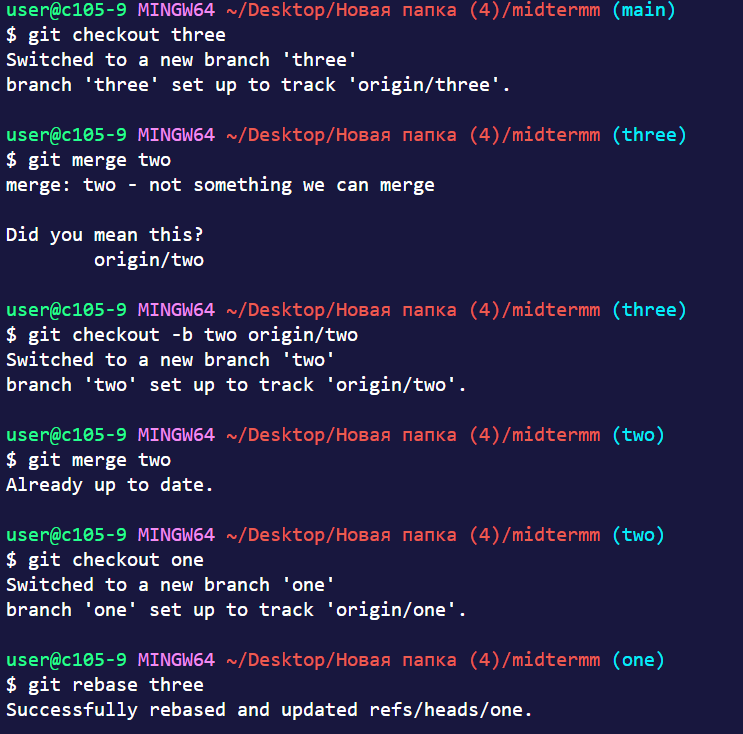 user@c105-9 MINGW64 ~/Desktop/Новая папка (4)/midtermm (main)
$ git checkout three
Switched to a new branch 'three'
branch 'three' set up to track 'origin/three'.
user@c105-9 MINGW64 ~/Desktop/Новая папка (4)/midtermm (three)
$ git merge two
merge: two - not something we can merge
Did you mean this?
origin/two
user@c105-9 MINGW64 ~/Desktop/Новая папка (4)/midtermm (three)
$ git checkout -b two origin/two
Switched to a new branch 'two'
branch 'two' set up to track 'origin/two'.
user@c105-9 MINGW64 ~/Desktop/Новая папка (4)/midtermm (two)
$ git merge two
Already up to date.
user@c105-9 MINGW64 ~/Desktop/Новая папка (4)/midtermm (two)
$ git checkout one
Switched to a new branch 'one'
branch 'one' set up to track 'origin/one'.
user@c105-9 MINGW64 ~/Desktop/Новая папка (4)/midtermm (one)
$ git rebase three
Successfully rebased and updated refs/heads/one.